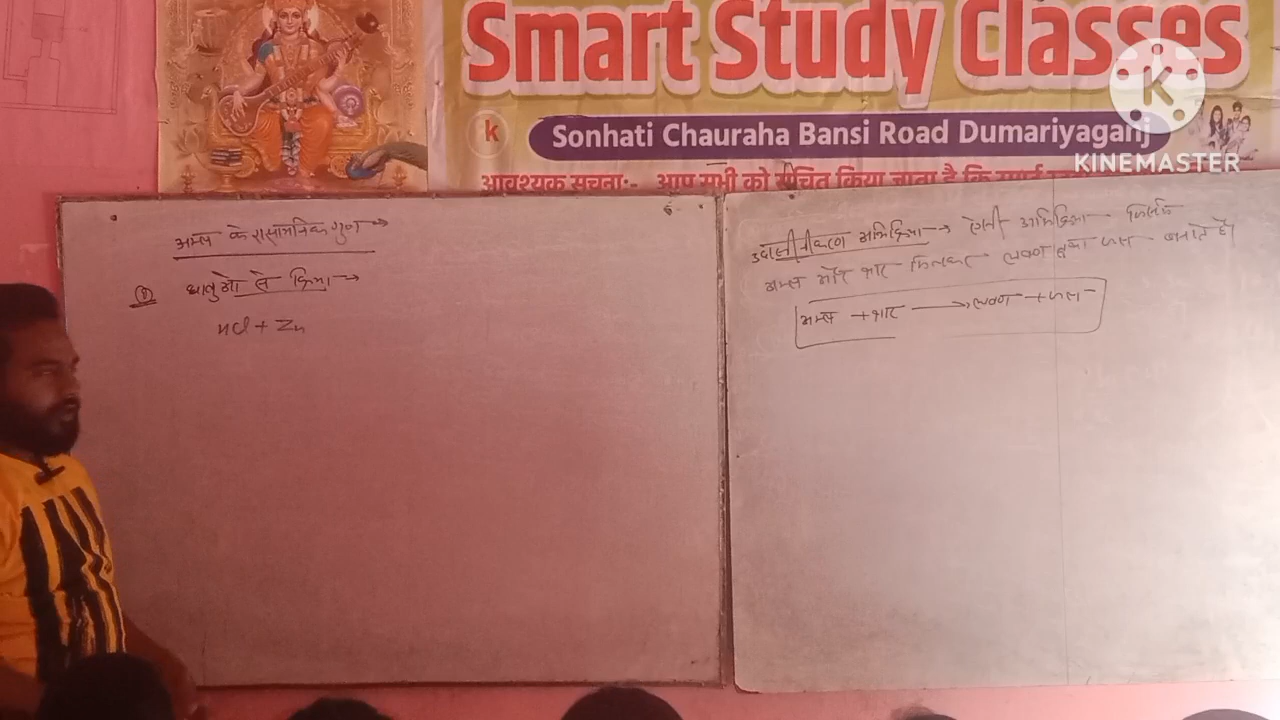 Smart Study Classes
k
Sonhati Chauraha Bansi Road Dumariyaganj
K
KINEMASTER
आवश्यक सूचना:- आप सभी को सूचित किया जाता है कि स्मार्ट
अम्ल के रासायनिक गुण →
① धातुओ से क्रिया →
HCl + Zn
उदासीनीकरण अभिक्रिया → ऐसी अभिक्रिया जिसमें
अम्ल और क्षार मिलकर लवण तथा जल बनाते है
अम्ल + क्षार → लवण + जल